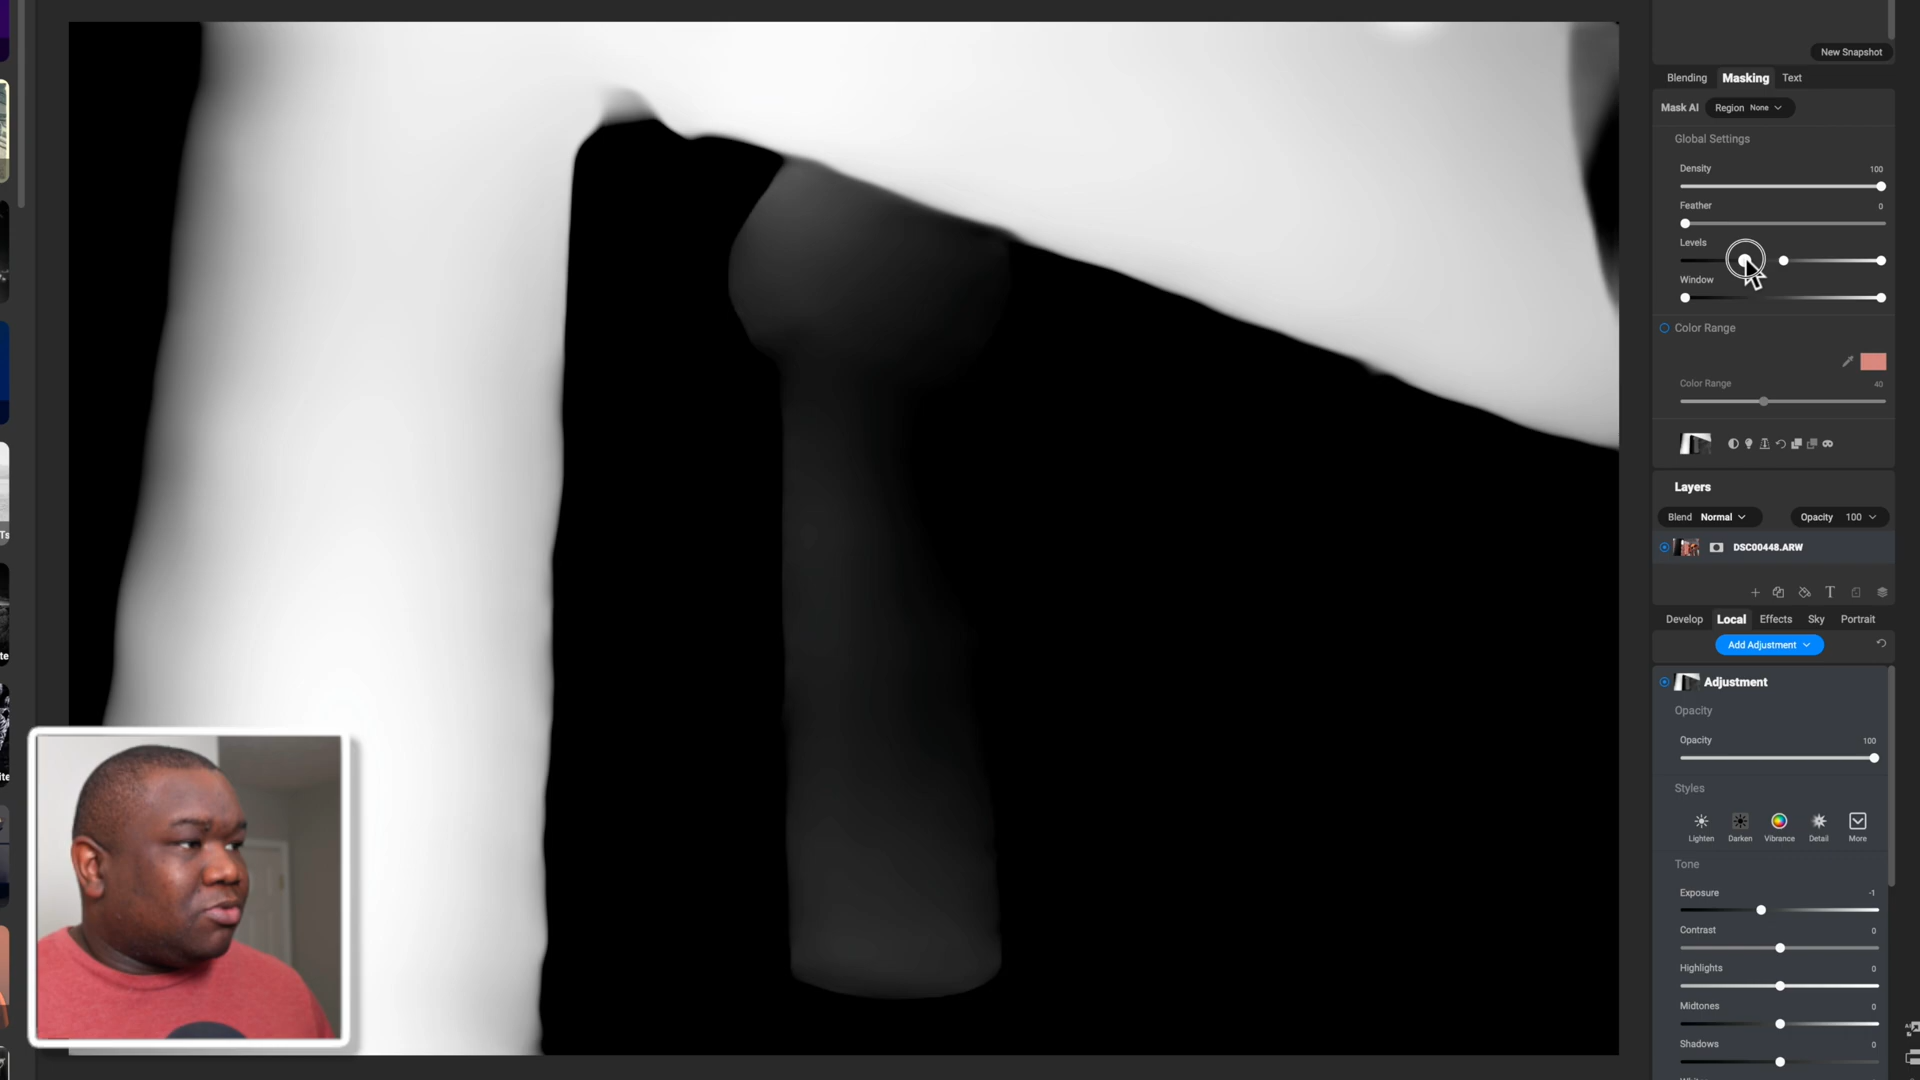 New Snapshot
Blending Masking Text
Mask AI Region None
Global Settings
Density 100
Feather 0
Levels
Window
Color Range
Color Range 40
Layers
Blend Normal Opacity 100
DSC00448.ARW
Develop Local Effects Sky Portrait
Add Adjustment
Adjustment
Opacity
Opacity 100
Styles
Lighten Darken Vibrance Detail More
Tone
Exposure -1
Contrast 0
Highlights 0
Midtones 0
Shadows 0
Ts
te
ite